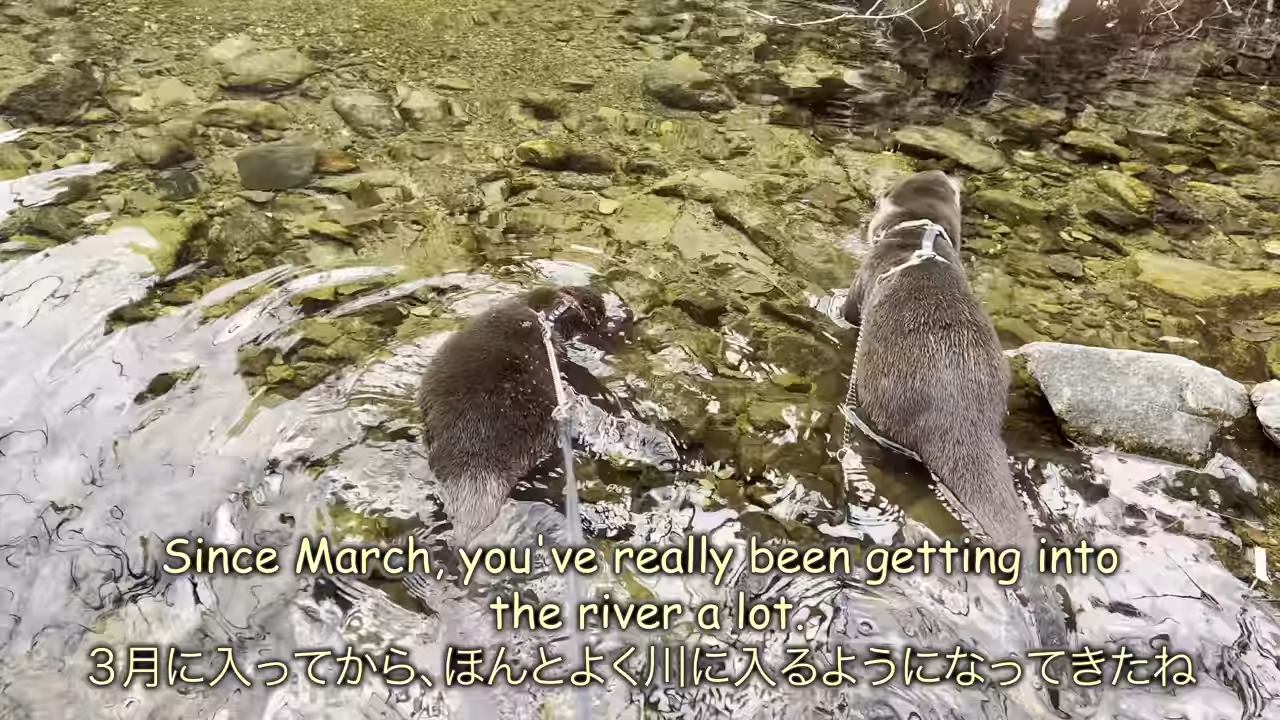 Since March, you've really been getting into
the river a lot.
３月に入ってから、ほんとよく川に入るようになってきたね